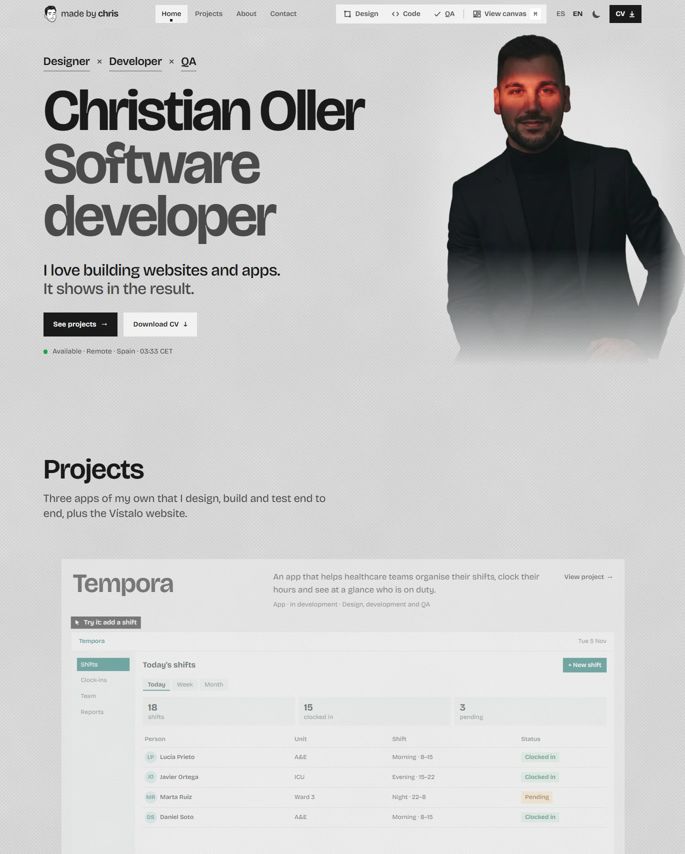 made by chris
Home Projects About Contact
Design Code QA View canvas M
ES EN
CV
Designer × Developer × QA
Christian Oller
Software
developer
I love building websites and apps.
It shows in the result.
See projects →
Download CV ↓
Available · Remote · Spain · 03:33 CET
Projects
Three apps of my own that I design, build and test end to
end, plus the Vístalo website.
Tempora
An app that helps healthcare teams organise their shifts, clock their
hours and see at a glance who is on duty.
App · in development · Design, development and QA
View project →
Try it: add a shift
Tempora
Tue 5 Nov
Shifts
Clock-ins
Team
Reports
Today's shifts
+ New shift
Today Week Month
18
shifts
15
clocked in
3
pending
Person Unit Shift Status
LP Lucía Prieto A&E Morning · 8–15 Clocked in
JO Javier Ortega ICU Evening · 15–22 Clocked in
MR Marta Ruiz Ward 3 Night · 22–8 Pending
DS Daniel Soto A&E Morning · 8–15 Clocked in